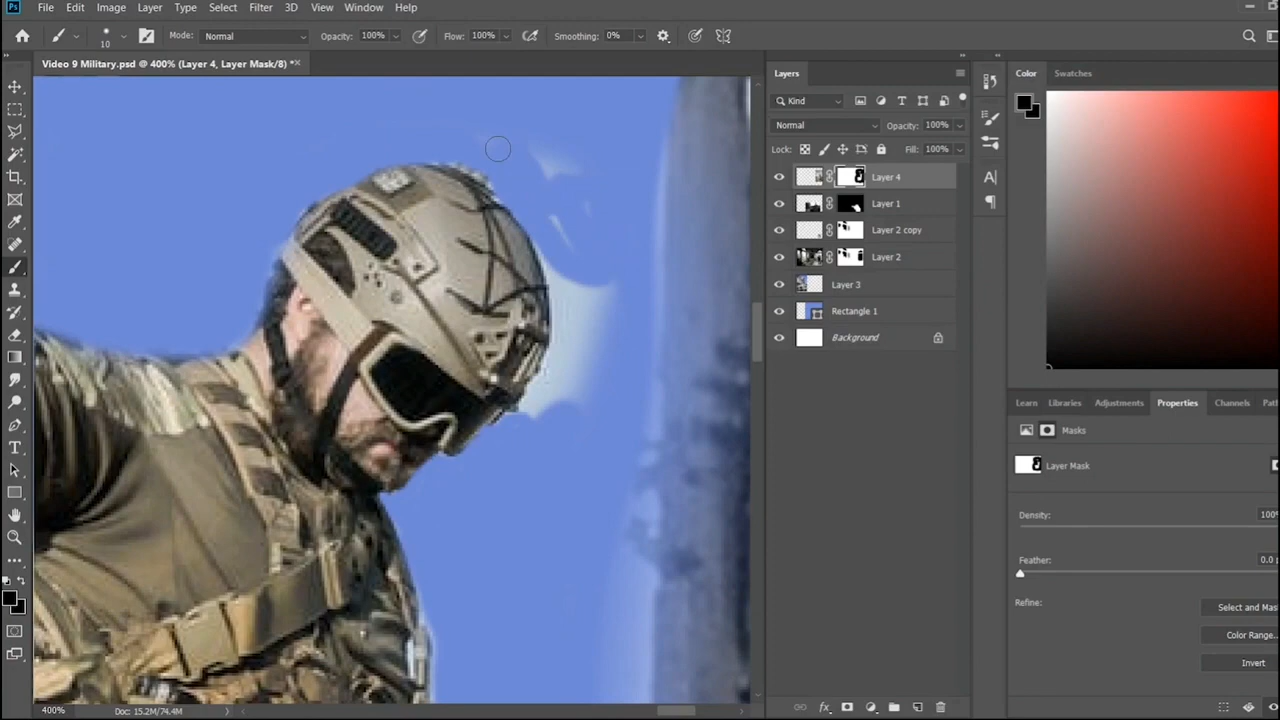 Ps File Edit Image Layer Type Select Filter 3D View Window Help
10 Mode: Normal Opacity: 100% Flow: 100% Smoothing: 0%
Video 9 Military.psd @ 400% (Layer 4, Layer Mask/8) *
Layers
Kind
Normal Opacity: 100%
Lock: Fill: 100%
Layer 4
Layer 1
Layer 2 copy
Layer 2
Layer 3
Rectangle 1
Background
Color Swatches
Learn Libraries Adjustments Properties Channels Pat
Masks
Layer Mask
Density: 100%
Feather: 0.0 p
Refine: Select and Mas
Color Range...
Invert
400% Doc: 15.2M/74.4M